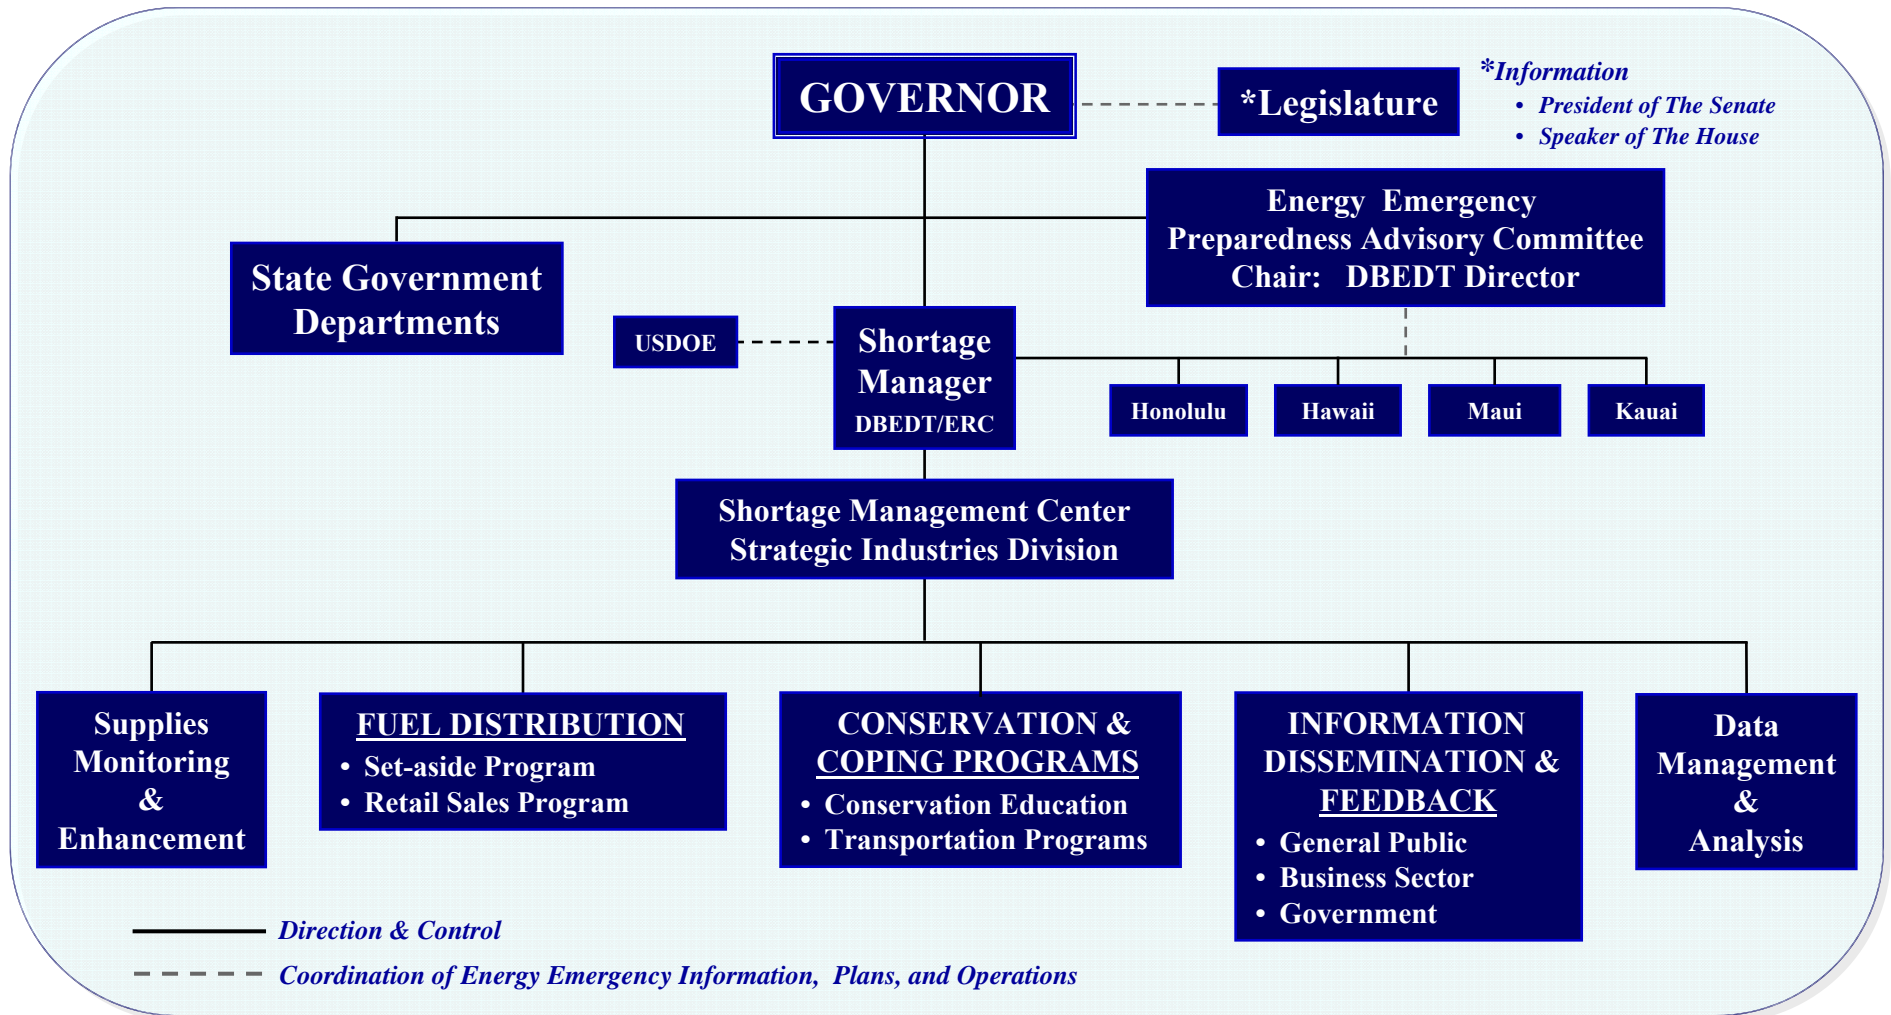 GOVERNOR
*Legislature
*Information
• President of The Senate
• Speaker of The House
Energy Emergency
Preparedness Advisory Committee
Chair: DBEDT Director
State Government
Departments
USDOE
Shortage
Manager
DBEDT/ERC
Honolulu
Hawaii
Maui
Kauai
Shortage Management Center
Strategic Industries Division
Supplies
Monitoring
&
Enhancement
FUEL DISTRIBUTION
• Set-aside Program
• Retail Sales Program
CONSERVATION &
COPING PROGRAMS
• Conservation Education
• Transportation Programs
INFORMATION
DISSEMINATION &
FEEDBACK
• General Public
• Business Sector
• Government
Data
Management
&
Analysis
Direction & Control
Coordination of Energy Emergency Information, Plans, and Operations